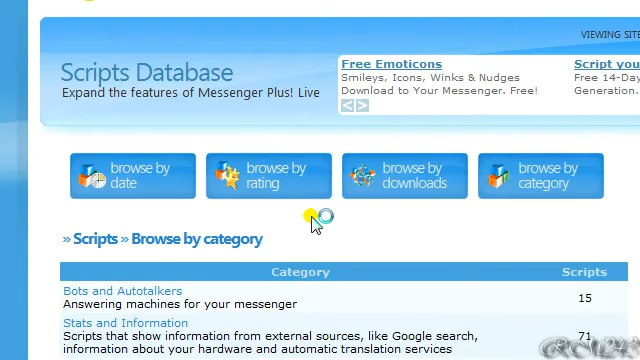 VIEWING SITE
Scripts Database
Expand the features of Messenger Plus! Live
Free Emoticons
Smileys, Icons, Winks & Nudges
Download to Your Messenger. Free!
Script you
Free 14-Day
Generation.
browse by date
browse by rating
browse by downloads
browse by category
» Scripts » Browse by category
Category Scripts
Bots and Autotalkers
Answering machines for your messenger
15
Stats and Information
Scripts that show information from external sources, like Google search,
information about your hardware and automatic translation services
71